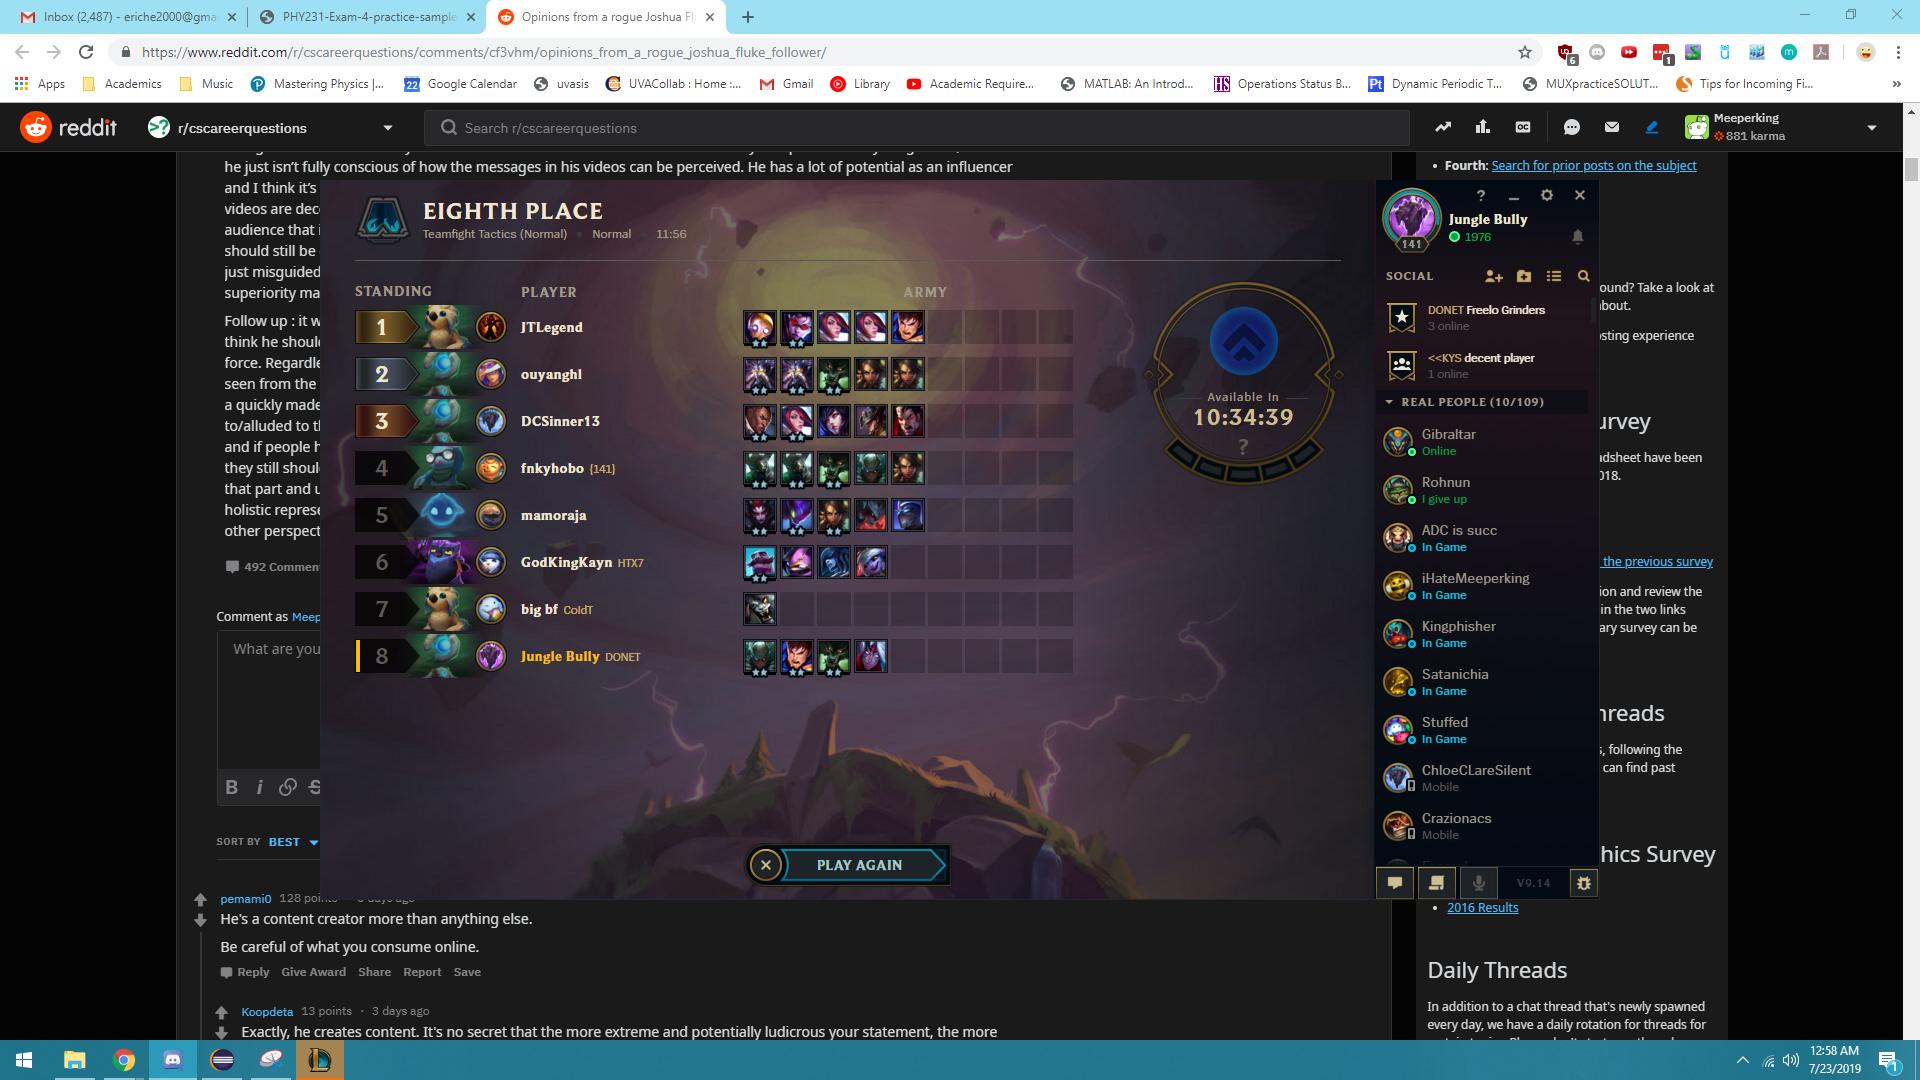 Inbox (2,487) - eriche2000@gma
PHY231-Exam-4-practice-sample
Opinions from a rogue Joshua Fl
https://www.reddit.com/r/cscareerquestions/comments/cf3vhm/opinions_from_a_rogue_joshua_fluke_follower/
6
1
Apps
Academics
Music
Mastering Physics |...
22
Google Calendar
uvasis
UVACollab : Home :...
Gmail
Library
Academic Require...
MATLAB: An Introd...
HS
Operations Status B...
Pt
Dynamic Periodic T...
MUXpracticeSOLUT...
Tips for Incoming Fi...
reddit
r/cscareerquestions
Search r/cscareerquestions
Meeperking
881 karma
he just isn't fully conscious of how the messages in his videos can be perceived. He has a lot of potential as an influencer
and I think it's
videos are dece
audience that i
should still be
just misguided
superiority ma
Follow up : it w
think he shoul
force. Regardle
seen from the
a quickly made
to/alluded to th
and if people h
they still shoul
that part and u
holistic represe
other perspect
492 Commen
Comment as Meep
What are you
B i S
SORT BY BEST
EIGHTH PLACE
Teamfight Tactics (Normal) • Normal • 11:56
STANDING PLAYER ARMY
1 JTLegend
2 ouyanghl
3 DCSinner13
4 fnkyhobo {141}
5 mamoraja
6 GodKingKayn HTX7
7 big bf ColdT
8 Jungle Bully DONET
Available In
10:34:39
?
PLAY AGAIN
?
Jungle Bully
1976
141
SOCIAL
DONET Freelo Grinders
3 online
<<KYS decent player
1 online
REAL PEOPLE (10/109)
Gibraltar
Online
Rohnun
I give up
ADC is succ
In Game
iHateMeeperking
In Game
Kingphisher
In Game
Satanichia
In Game
Stuffed
In Game
ChloeCLareSilent
Mobile
Crazionacs
Mobile
V9.14
• Fourth: Search for prior posts on the subject
ound? Take a look at
bout.
sting experience
urvey
dsheet have been
18.
the previous survey
ion and review the
in the two links
ary survey can be
hreads
s, following the
can find past
hics Survey
• 2016 Results
Daily Threads
In addition to a chat thread that's newly spawned
every day, we have a daily rotation for threads for
pemami0 128 points
He's a content creator more than anything else.
Be careful of what you consume online.
Reply Give Award Share Report Save
Koopdeta 13 points · 3 days ago
Exactly, he creates content. It's no secret that the more extreme and potentially ludicrous your statement, the more
12:58 AM
7/23/2019
1